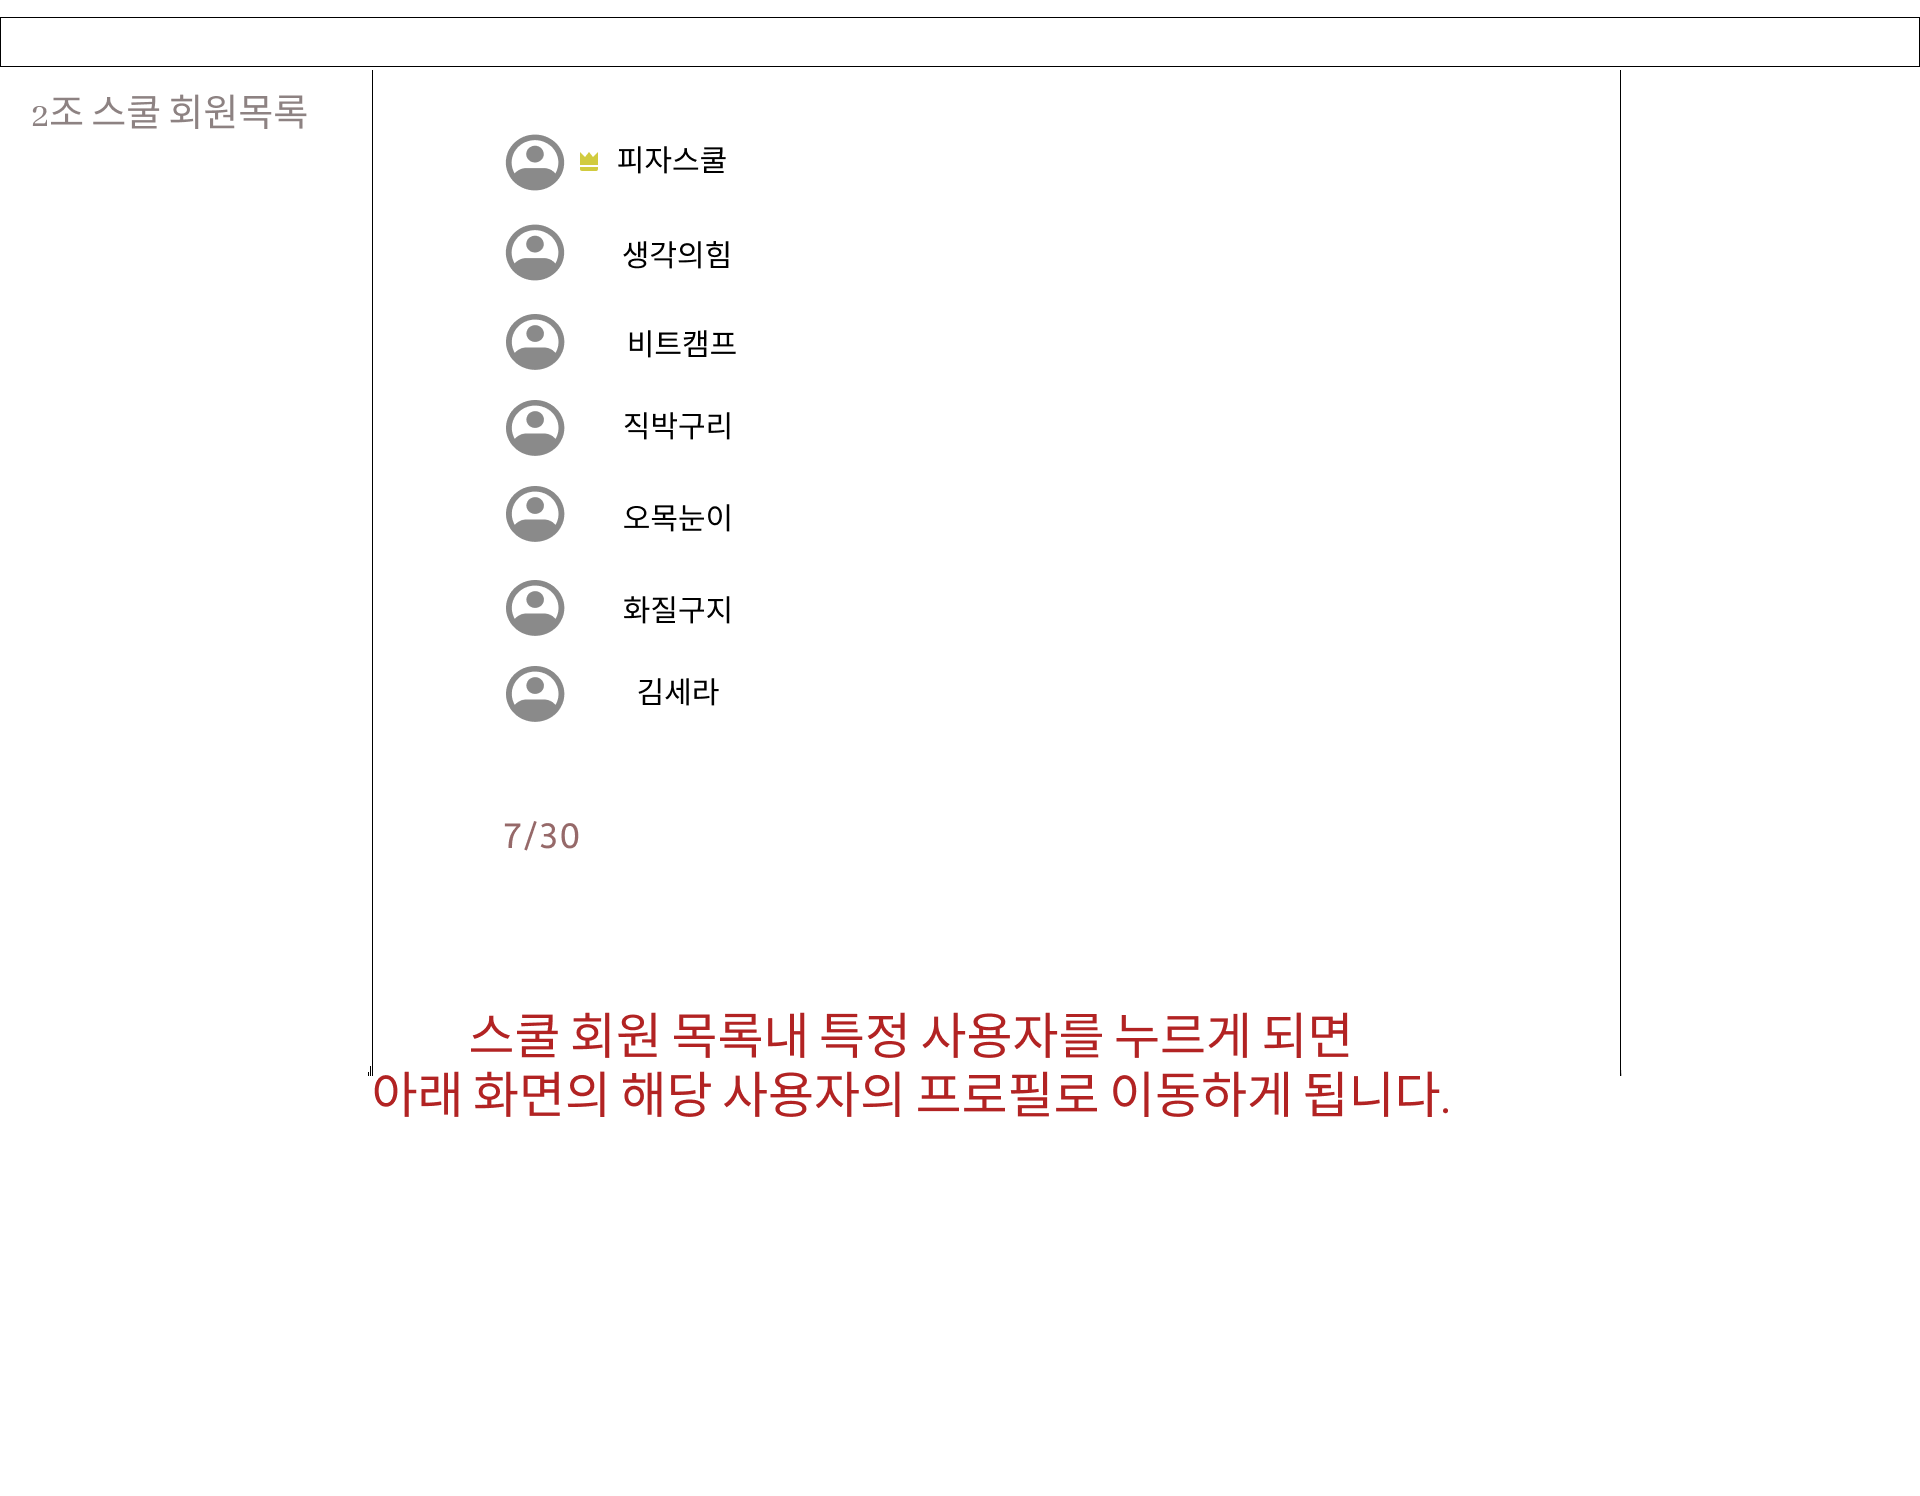 2조 스쿨 회원목록
피자스쿨
생각의힘
비트캠프
직박구리
오목눈이
화질구지
김세라
7/30
스쿨 회원 목록내 특정 사용자를 누르게 되면
아래 화면의 해당 사용자의 프로필로 이동하게 됩니다.